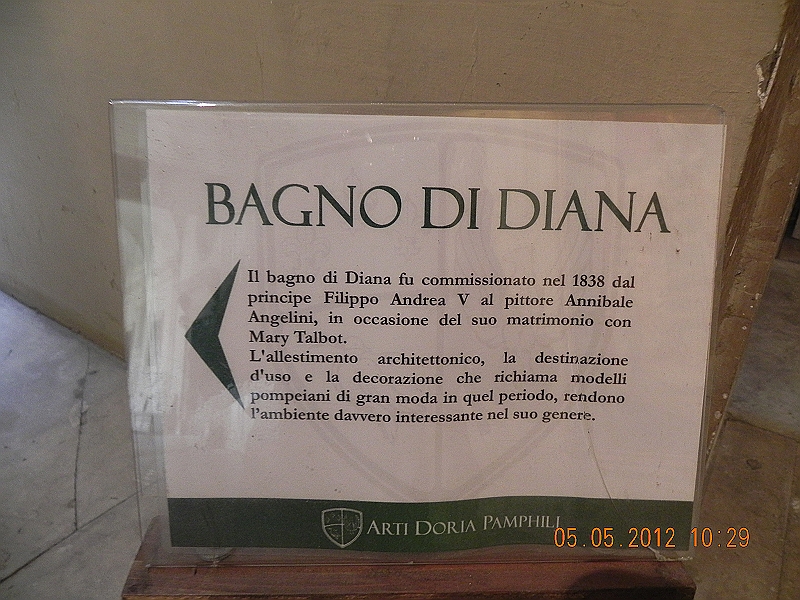 BAGNO DI DIANA
Il bagno di Diana fu commissionato nel 1838 dal
principe Filippo Andrea V al pittore Annibale
Angelini, in occasione del suo matrimonio con
Mary Talbot.
L'allestimento architettonico, la destinazione
d'uso e la decorazione che richiama modelli
pompeiani di gran moda in quel periodo, rendono
l'ambiente davvero interessante nel suo genere.
ARTI DORIA PAMPHILJ
05.05.2012 10:29